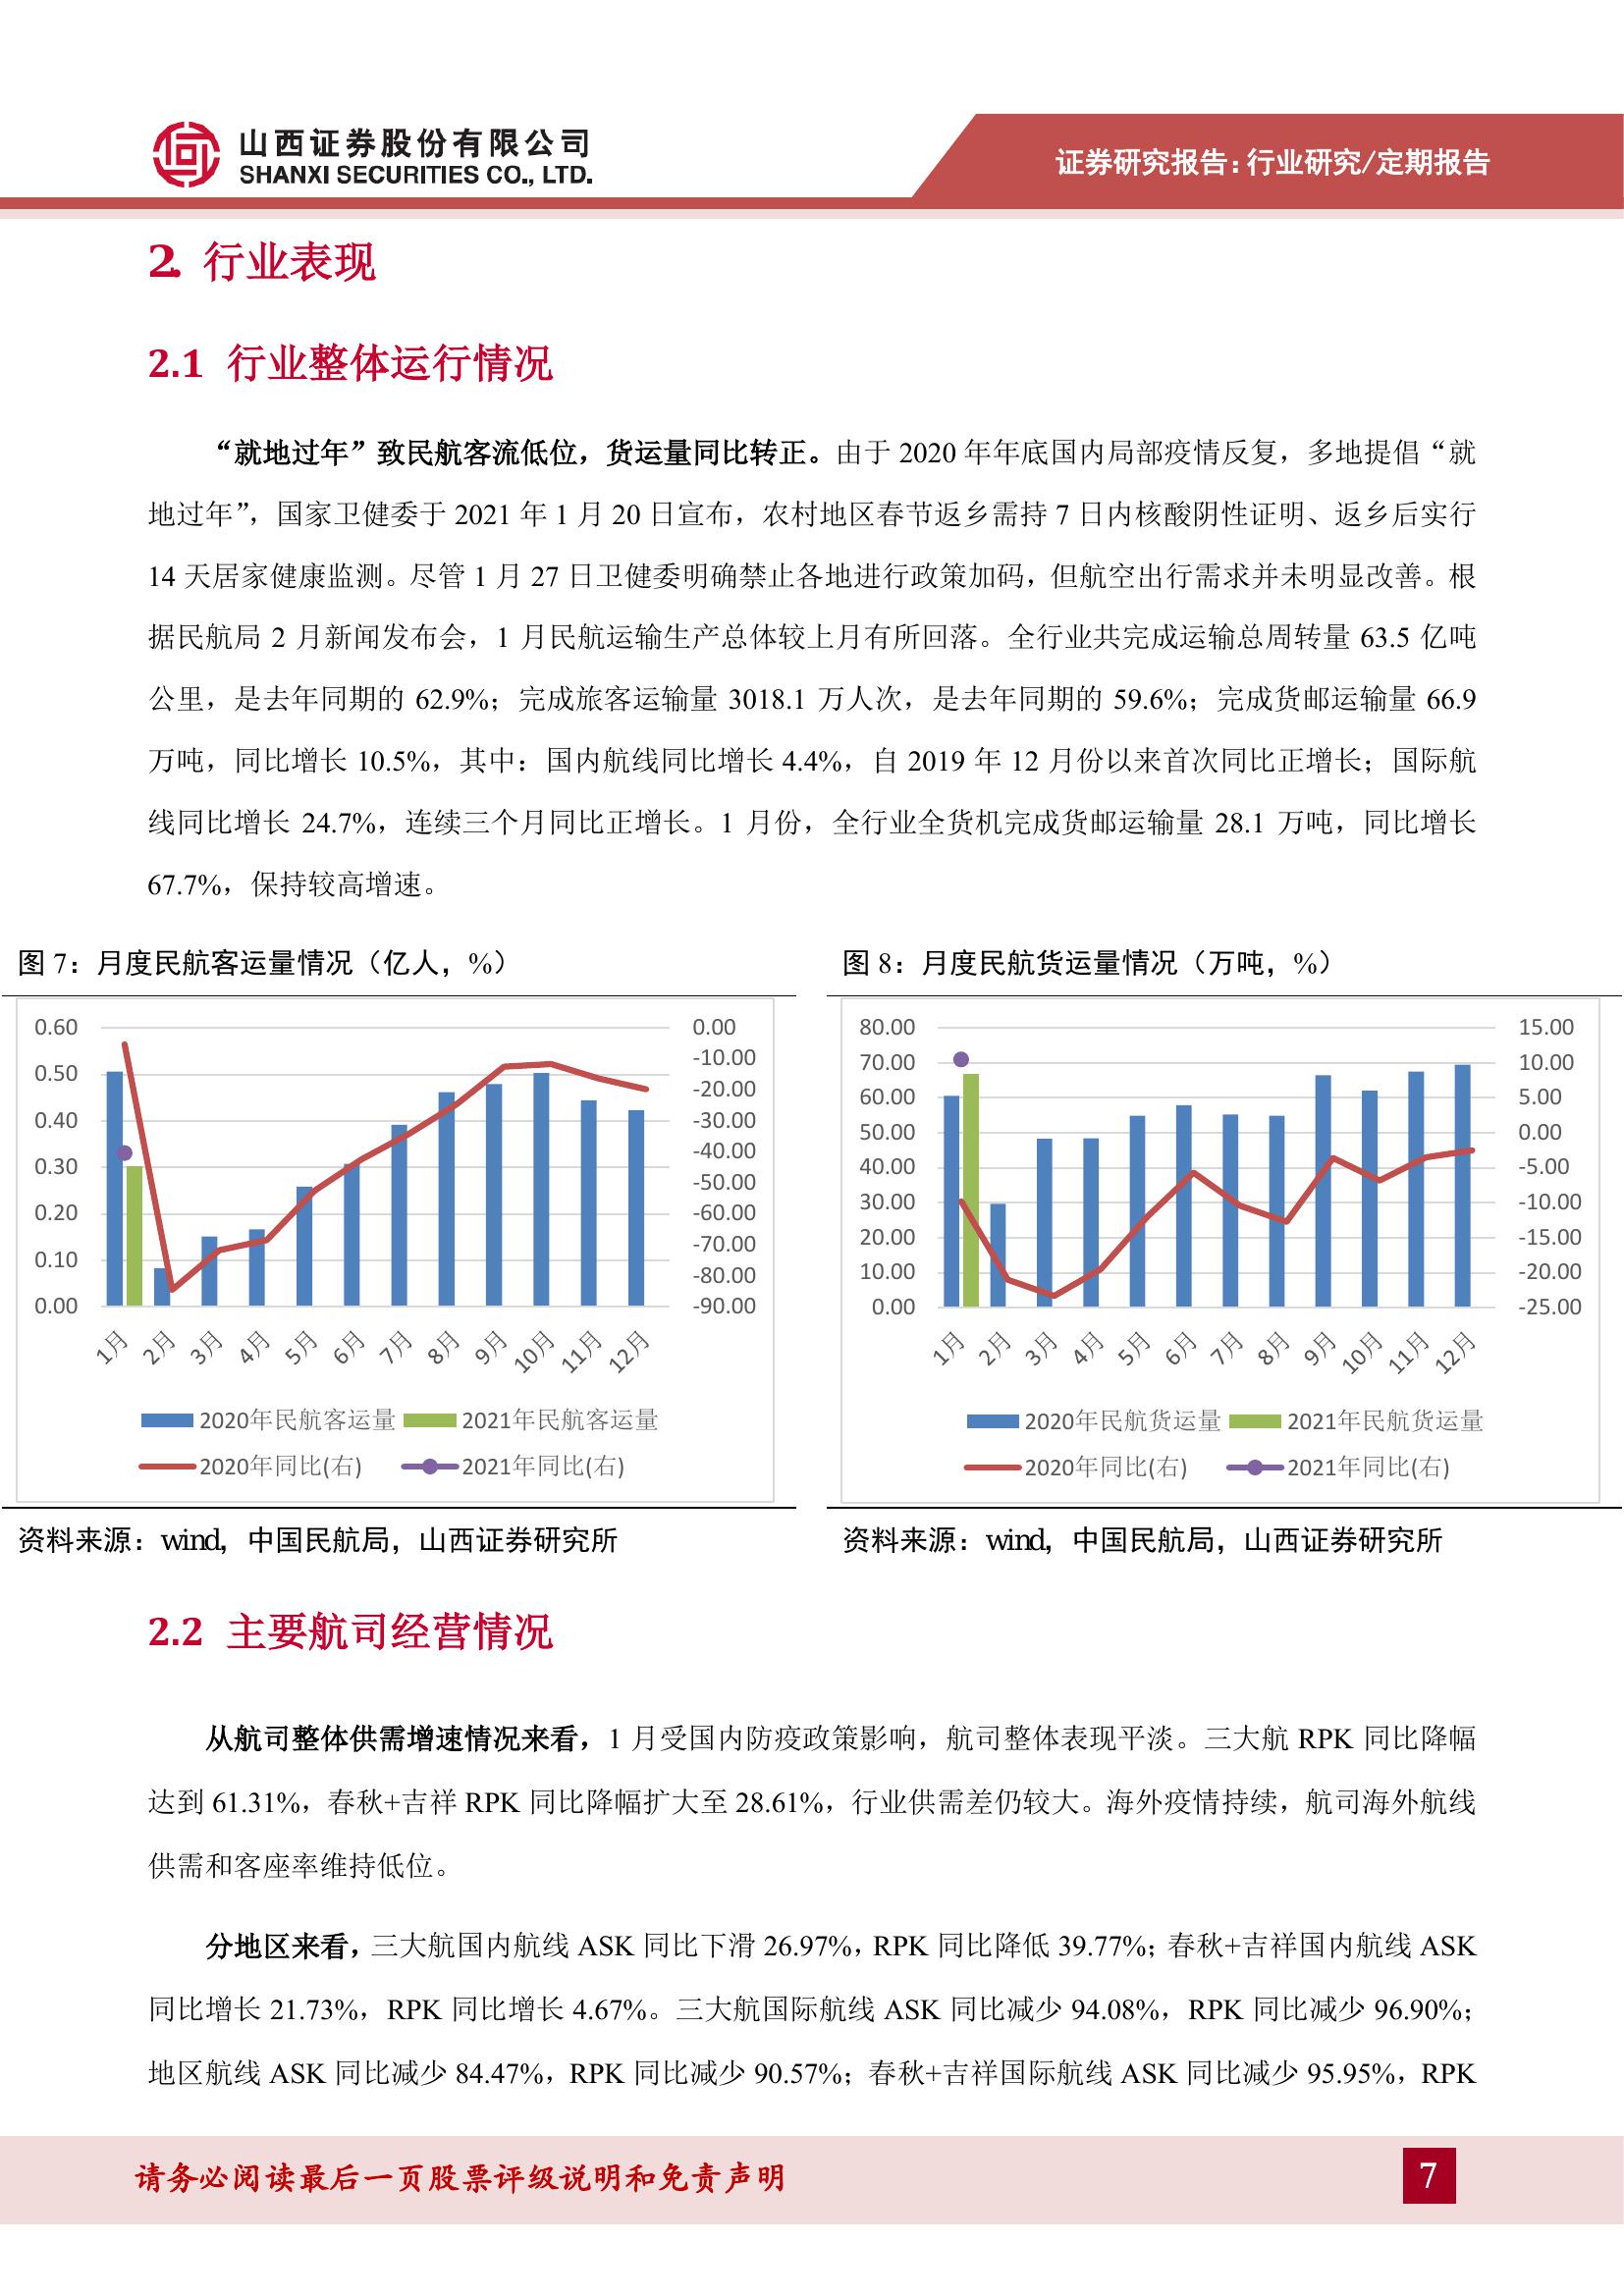 山西证券股份有限公司
SHANXI SECURITIES CO., LTD.
证券研究报告：行业研究/定期报告
2. 行业表现
2.1 行业整体运行情况
“就地过年”致民航客流低位，货运量同比转正。由于 2020 年年底国内局部疫情反复，多地提倡“就
地过年”，国家卫健委于 2021 年 1 月 20 日宣布，农村地区春节返乡需持 7 日内核酸阴性证明、返乡后实行
14 天居家健康监测。尽管 1 月 27 日卫健委明确禁止各地进行政策加码，但航空出行需求并未明显改善。根
据民航局 2 月新闻发布会，1 月民航运输生产总体较上月有所回落。全行业共完成运输总周转量 63.5 亿吨
公里，是去年同期的 62.9%；完成旅客运输量 3018.1 万人次，是去年同期的 59.6%；完成货邮运输量 66.9
万吨，同比增长 10.5%，其中：国内航线同比增长 4.4%，自 2019 年 12 月份以来首次同比正增长；国际航
线同比增长 24.7%，连续三个月同比正增长。1 月份，全行业全货机完成货邮运输量 28.1 万吨，同比增长
67.7%，保持较高增速。
图 7：月度民航客运量情况（亿人，%）
0.60
0.50
0.40
0.30
0.20
0.10
0.00
0.00
-10.00
-20.00
-30.00
-40.00
-50.00
-60.00
-70.00
-80.00
-90.00
1月 2月 3月 4月 5月 6月 7月 8月 9月 10月 11月 12月
2020年民航客运量 2021年民航客运量
2020年同比(右) 2021年同比(右)
资料来源：wind，中国民航局，山西证券研究所
图 8：月度民航货运量情况（万吨，%）
80.00
70.00
60.00
50.00
40.00
30.00
20.00
10.00
0.00
15.00
10.00
5.00
0.00
-5.00
-10.00
-15.00
-20.00
-25.00
1月 2月 3月 4月 5月 6月 7月 8月 9月 10月 11月 12月
2020年民航货运量 2021年民航货运量
2020年同比(右) 2021年同比(右)
资料来源：wind，中国民航局，山西证券研究所
2.2 主要航司经营情况
从航司整体供需增速情况来看，1 月受国内防疫政策影响，航司整体表现平淡。三大航 RPK 同比降幅
达到 61.31%，春秋+吉祥 RPK 同比降幅扩大至 28.61%，行业供需差仍较大。海外疫情持续，航司海外航线
供需和客座率维持低位。
分地区来看，三大航国内航线 ASK 同比下滑 26.97%，RPK 同比降低 39.77%；春秋+吉祥国内航线 ASK
同比增长 21.73%，RPK 同比增长 4.67%。三大航国际航线 ASK 同比减少 94.08%，RPK 同比减少 96.90%；
地区航线 ASK 同比减少 84.47%，RPK 同比减少 90.57%；春秋+吉祥国际航线 ASK 同比减少 95.95%，RPK
请务必阅读最后一页股票评级说明和免责声明
7